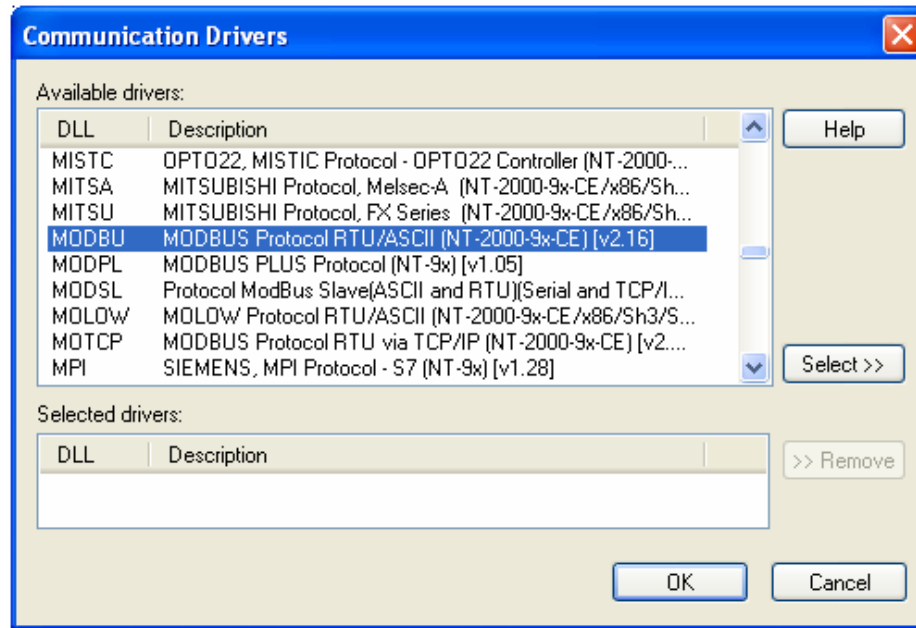 Communication Drivers
Available drivers:
DLL Description
MISTC OPTO22, MISTIC Protocol - OPTO22 Controller (NT-2000-...
MITSA MITSUBISHI Protocol, Melsec-A (NT-2000-9x-CE/x86/Sh...
MITSU MITSUBISHI Protocol, FX Series (NT-2000-9x-CE/x86/Sh...
MODBU MODBUS Protocol RTU/ASCII (NT-2000-9x-CE) [v2.16]
MODPL MODBUS PLUS Protocol (NT-9x) [v1.05]
MODSL Protocol ModBus Slave(ASCII and RTU)(Serial and TCP/I...
MOLOW MOLOW Protocol RTU/ASCII (NT-2000-9x-CE/x86/Sh3/S...
MOTCP MODBUS Protocol RTU via TCP/IP (NT-2000-9x-CE) [v2....
MPI SIEMENS, MPI Protocol - S7 (NT-9x) [v1.28]
Help
Select >>
Selected drivers:
DLL Description
>> Remove
OK Cancel